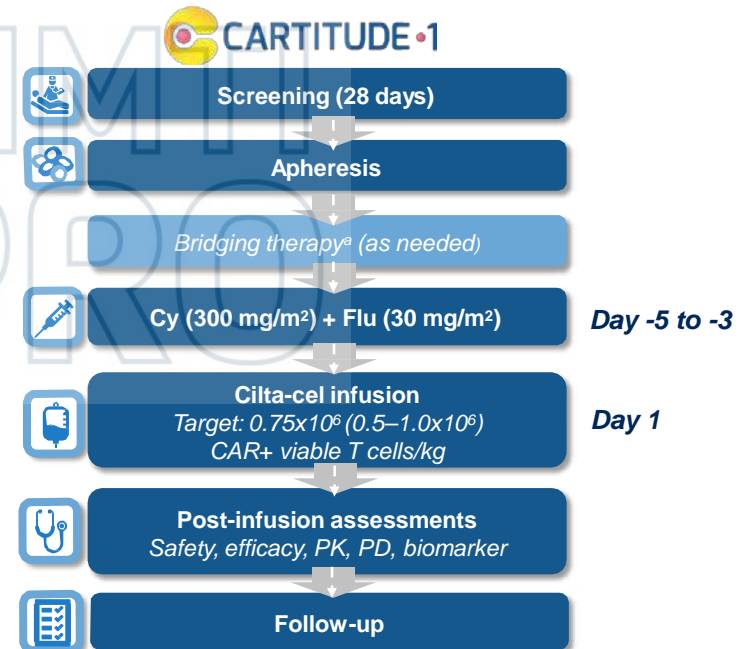 CARTITUDE-1
Screening (28 days)
Apheresis
Bridging therapyᵃ (as needed)
Cy (300 mg/m²) + Flu (30 mg/m²)
Day -5 to -3
Cilta-cel infusion
Target: 0.75x10⁶ (0.5–1.0x10⁶)
CAR+ viable T cells/kg
Day 1
Post-infusion assessments
Safety, efficacy, PK, PD, biomarker
Follow-up